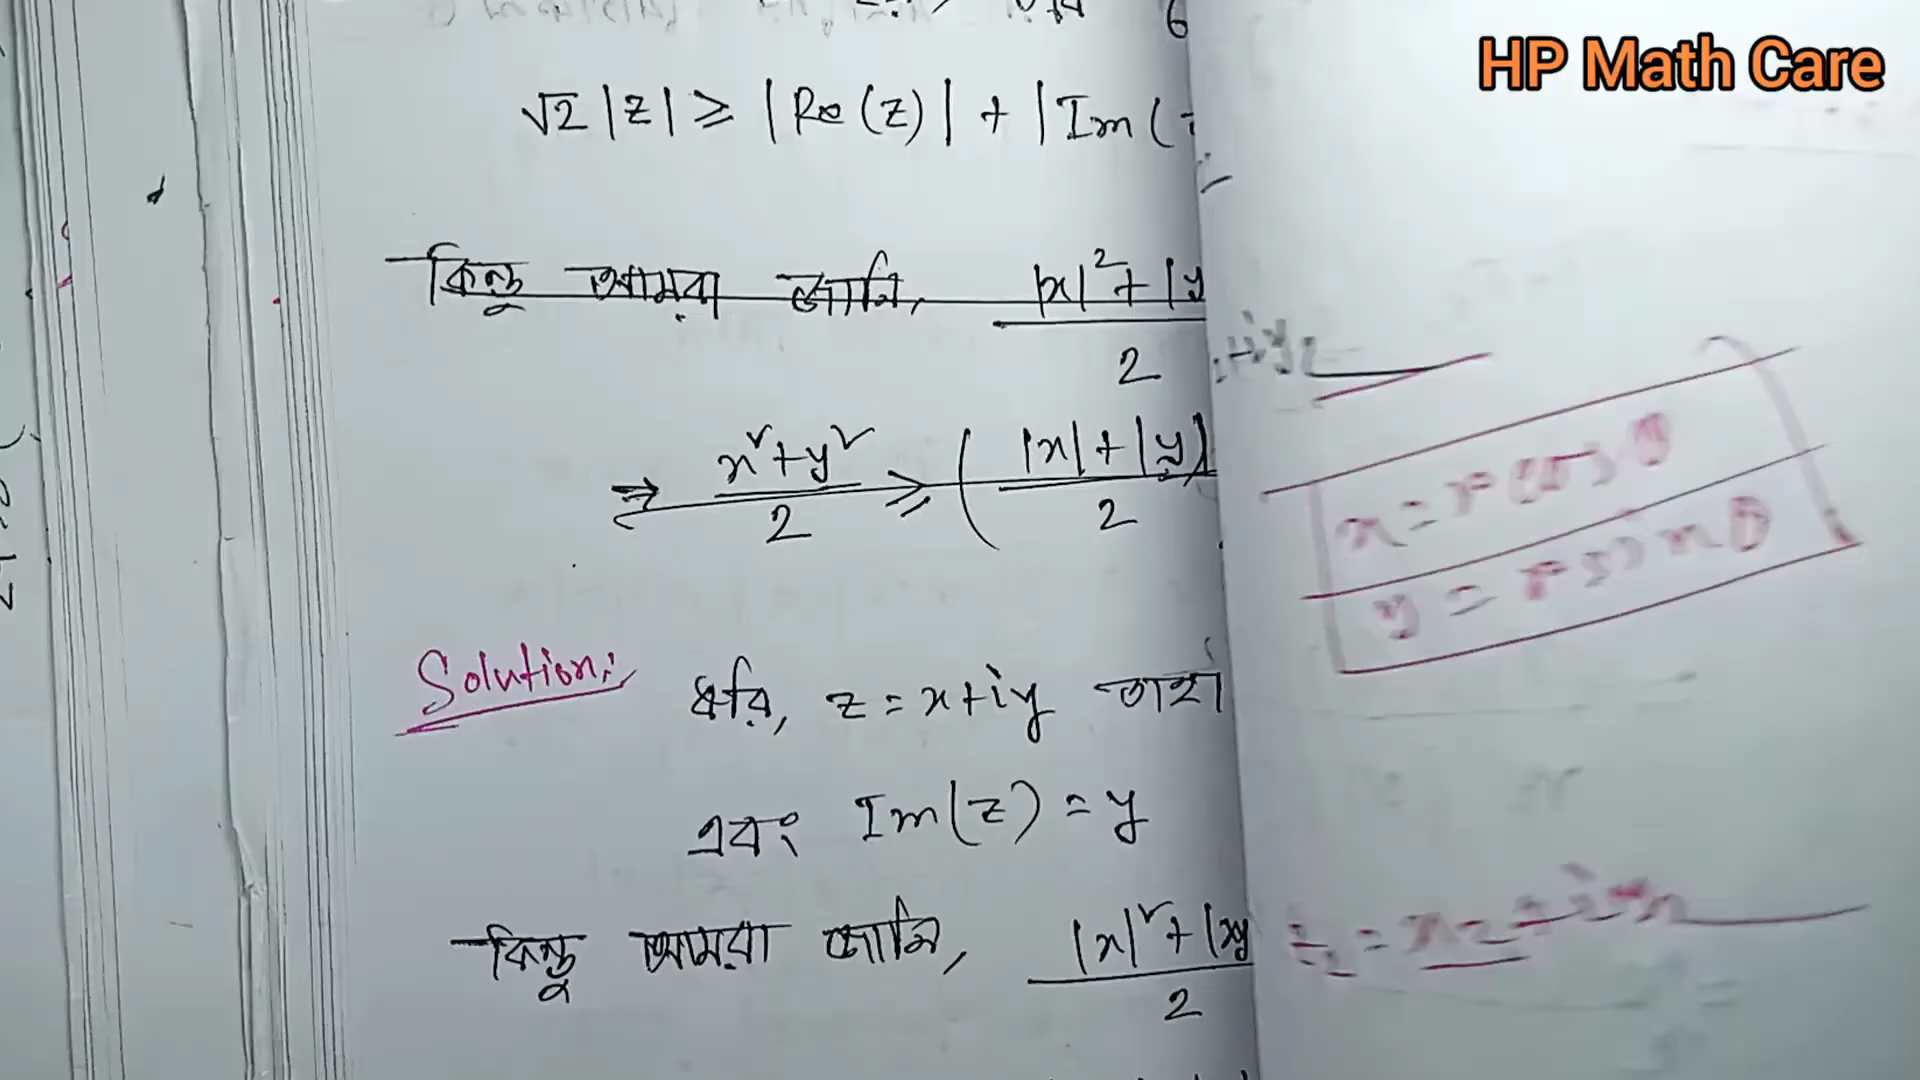 HP Math Care
√2 |z| ≥ |Re(z)| + |Im(
কিন্তু আমরা জানি, |x|² + |y
2
⇒ x² + y² / 2 ≥ ( |x| + |y| / 2
Solution:
ধরি, z = x + iy তাহা
এবং Im(z) = y
কিন্তু আমরা জানি, |x|² + |xy
2
x = r cos θ
y = r sin θ